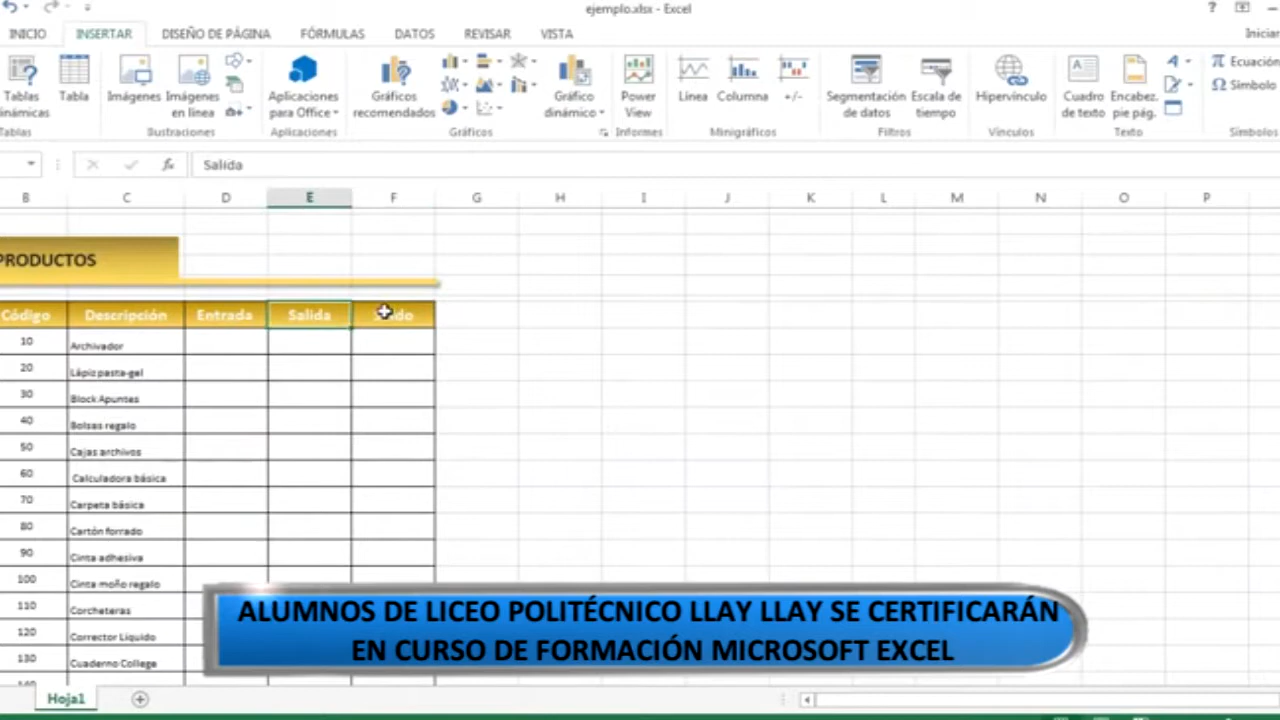 ejemplo.xlsx - Excel
?
Iniciar
INICIO INSERTAR DISEÑO DE PÁGINA FÓRMULAS DATOS REVISAR VISTA
Tablas
dinámicas
Tabla
Imágenes
Imágenes
en línea
Aplicaciones
para Office
Gráficos
recomendados
Gráfico
dinámico
Power
View
Línea
Columna
+/-
Segmentación
de datos
Escala de
tiempo
Hipervínculo
Cuadro
de texto
Encabez.
pie pág.
π Ecuación
Ω Símbolo
Tablas Ilustraciones Aplicaciones Gráficos Informes Minigráficos Filtros Vínculos Texto Símbolos
fx Salida
B C D E F G H I J K L M N O P
PRODUCTOS
Código Descripción Entrada Salida
10 Archivador
20 Lápiz pasta-gel
30 Block Apuntes
40 Bolsas regalo
50 Cajas archivos
60 Calculadora básica
70 Carpeta básica
80 Cartón forrado
90 Cinta adhesiva
100 Cinta moño regalo
110 Corcheteras
120 Corrector Líquido
130 Cuaderno College
140
ALUMNOS DE LICEO POLITÉCNICO LLAY LLAY SE CERTIFICARÁN
EN CURSO DE FORMACIÓN MICROSOFT EXCEL
Hoja1